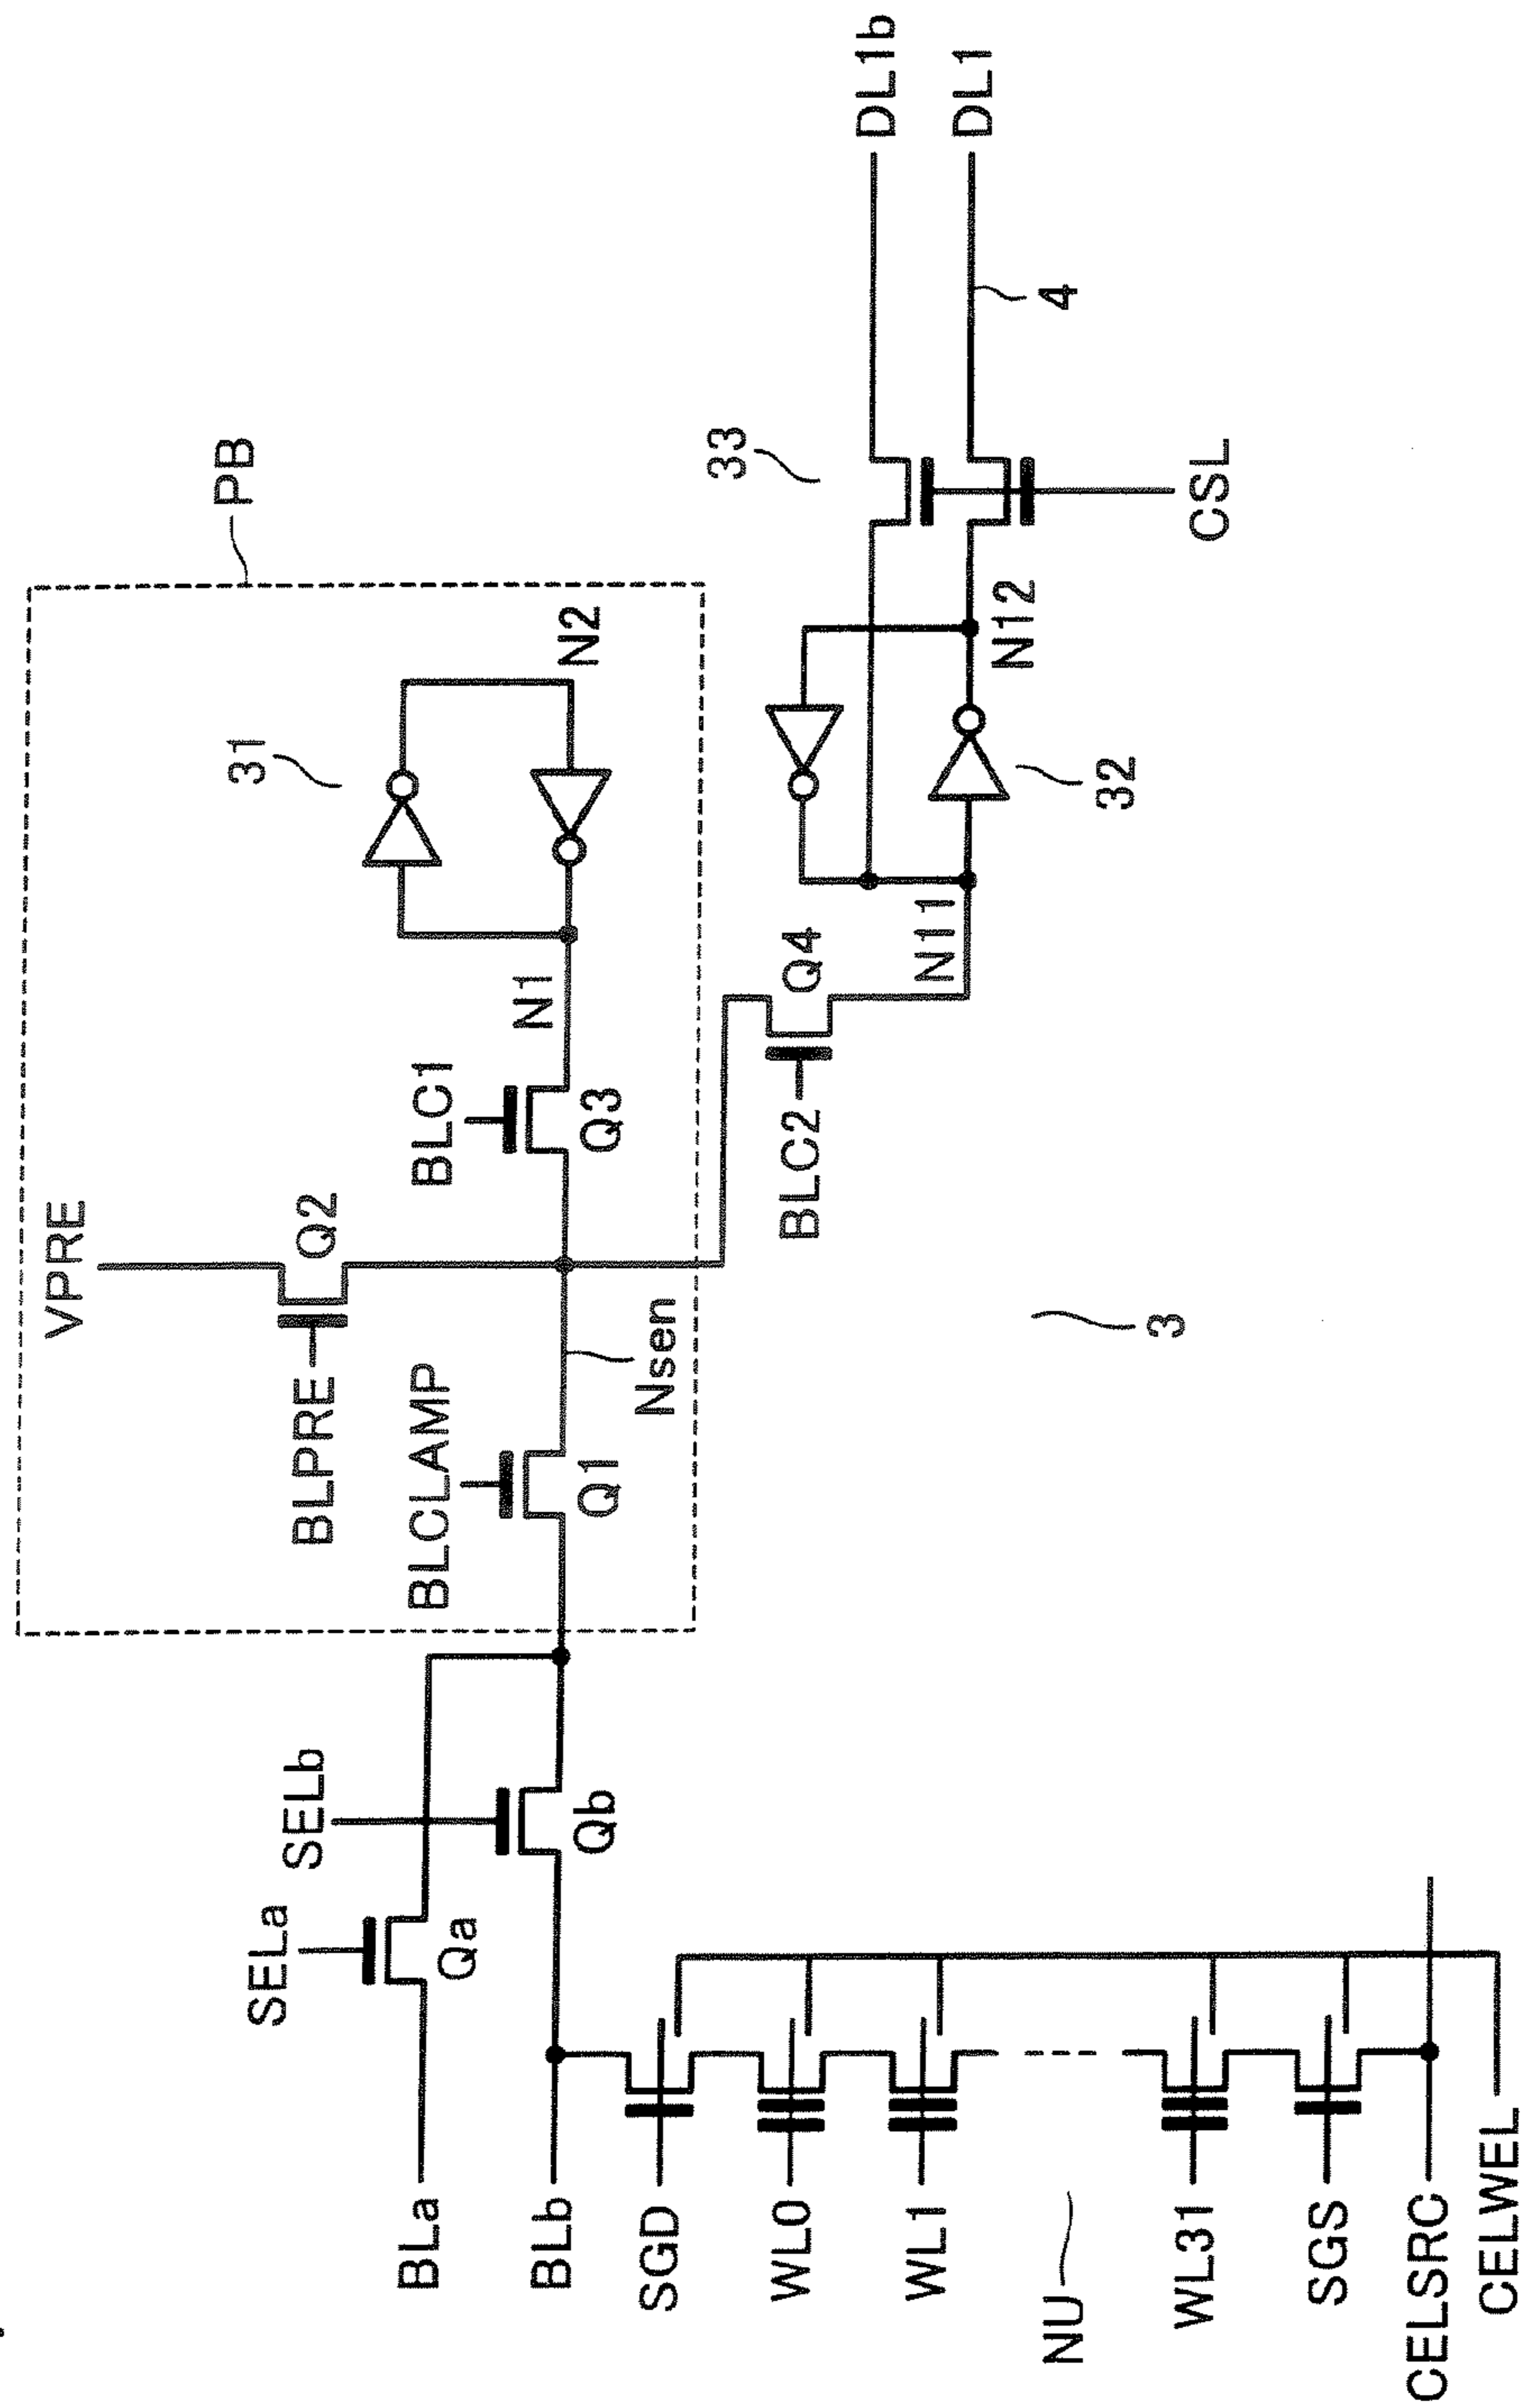 VPRE
PB
BLPRE
Q2
31
BLCLAMP
BLC1
N1
N2
Q1
Q3
Nsen
SELa
SELb
Qa
Qb
BLa
BLb
SGD
WL0
WL1
NU
WL31
SGS
CELSRC
CELWEL
BLC2
Q4
N11
N12
32
33
CSL
DL1b
DL1
4
3